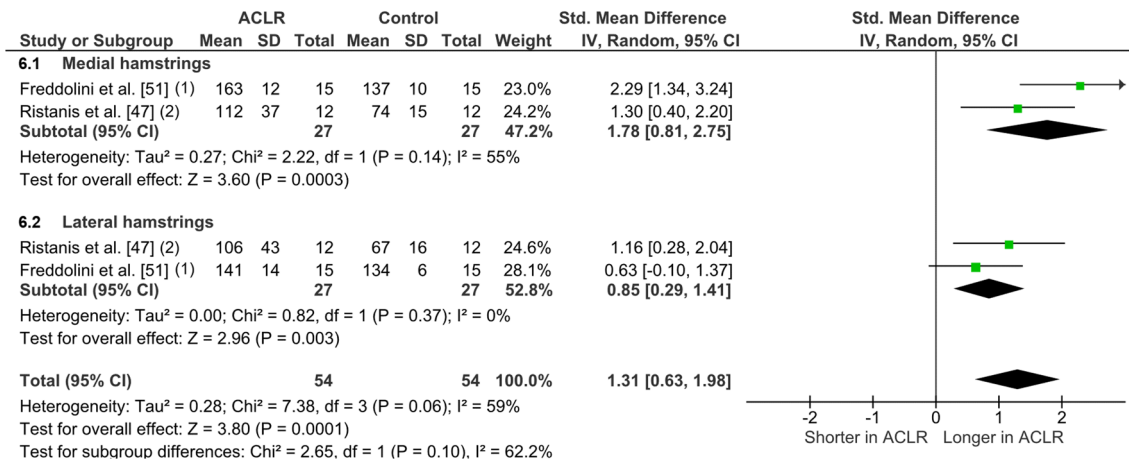 ACLR Control Std. Mean Difference Std. Mean Difference
Study or Subgroup Mean SD Total Mean SD Total Weight IV, Random, 95% CI IV, Random, 95% CI
6.1 Medial hamstrings
Freddolini et al. [51] (1) 163 12 15 137 10 15 23.0% 2.29 [1.34, 3.24]
Ristanis et al. [47] (2) 112 37 12 74 15 12 24.2% 1.30 [0.40, 2.20]
Subtotal (95% CI) 27 27 47.2% 1.78 [0.81, 2.75]
Heterogeneity: Tau² = 0.27; Chi² = 2.22, df = 1 (P = 0.14); I² = 55%
Test for overall effect: Z = 3.60 (P = 0.0003)
6.2 Lateral hamstrings
Ristanis et al. [47] (2) 106 43 12 67 16 12 24.6% 1.16 [0.28, 2.04]
Freddolini et al. [51] (1) 141 14 15 134 6 15 28.1% 0.63 [-0.10, 1.37]
Subtotal (95% CI) 27 27 52.8% 0.85 [0.29, 1.41]
Heterogeneity: Tau² = 0.00; Chi² = 0.82, df = 1 (P = 0.37); I² = 0%
Test for overall effect: Z = 2.96 (P = 0.003)
Total (95% CI) 54 54 100.0% 1.31 [0.63, 1.98]
Heterogeneity: Tau² = 0.28; Chi² = 7.38, df = 3 (P = 0.06); I² = 59%
Test for overall effect: Z = 3.80 (P = 0.0001)
Test for subgroup differences: Chi² = 2.65, df = 1 (P = 0.10), I² = 62.2%
-2 -1 0 1 2
Shorter in ACLR Longer in ACLR